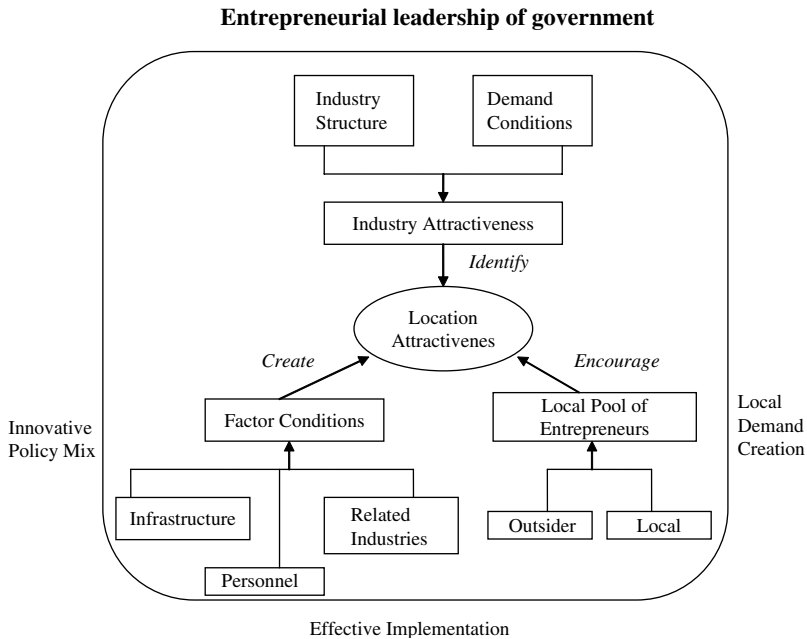 Entrepreneurial leadership of government
Industry
Structure
Demand
Conditions
Industry Attractiveness
Identify
Location
Attractivenes
Create
Encourage
Factor Conditions
Local Pool of
Entrepreneurs
Innovative
Policy Mix
Local
Demand
Creation
Infrastructure
Related
Industries
Outsider
Local
Personnel
Effective Implementation